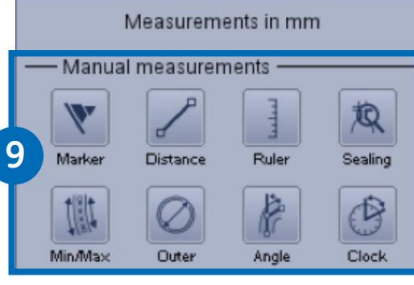 Measurements in mm
Manual measurements
9
Marker Distance Ruler Sealing
Min/Max Outer Angle Clock